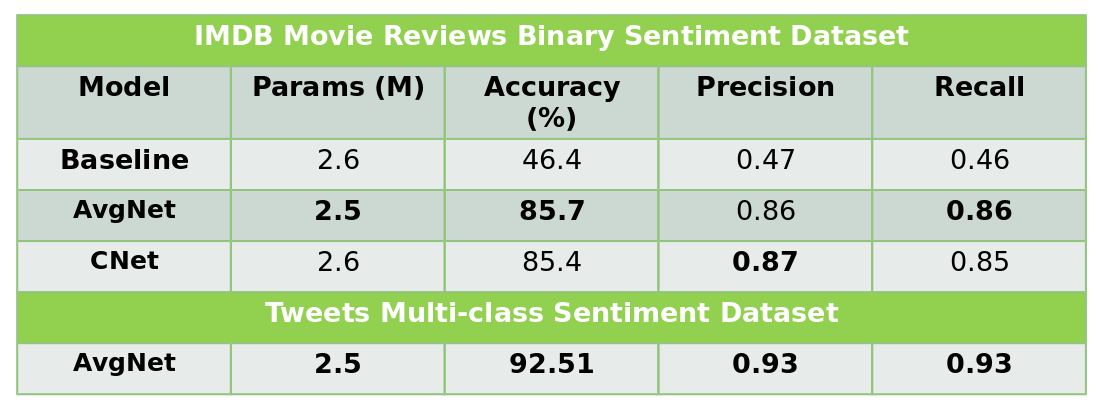 IMDB Movie Reviews Binary Sentiment Dataset
Model Params (M) Accuracy (%) Precision Recall
Baseline 2.6 46.4 0.47 0.46
AvgNet 2.5 85.7 0.86 0.86
CNet 2.6 85.4 0.87 0.85
Tweets Multi-class Sentiment Dataset
AvgNet 2.5 92.51 0.93 0.93